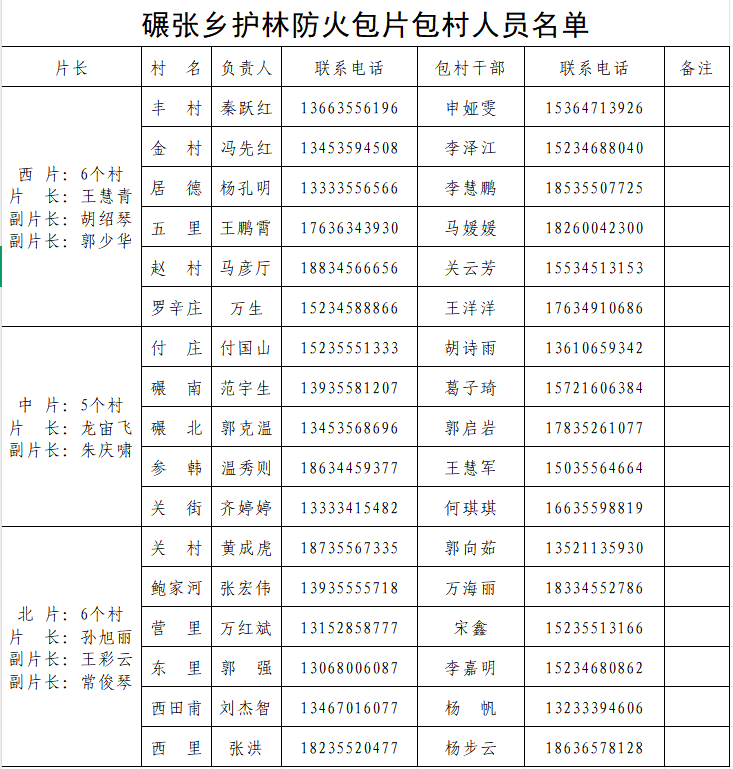 碾张乡护林防火包片包村人员名单
片长 村 名 负责人 联系电话 包村干部 联系电话 备注
西 片：6个村
片 长：王慧青
副片长：胡绍琴
副片长：郭少华
丰 村 秦跃红 13663556196 申娅雯 15364713926
金 村 冯先红 13453594508 李泽江 15234688040
居 德 杨孔明 13333556566 李慧鹏 18535507725
五 里 王鹏霄 17636343930 马媛媛 18260042300
赵 村 马彦厅 18834566656 关云芳 15534513153
罗辛庄 万生 15234588866 王洋洋 17634910686
中 片：5个村
片 长：龙宙飞
副片长：朱庆啸
付 庄 付国山 15235551333 胡诗雨 13610659342
碾 南 范宇生 13935581207 葛子琦 15721606384
碾 北 郭克温 13453568696 郭启岩 17835261077
参 韩 温秀则 18634459377 王慧军 15035564664
关 街 齐婷婷 13333415482 何琪琪 16635598819
北 片：6个村
片 长：孙旭丽
副片长：王彩云
副片长：常俊琴
关 村 黄成虎 18735567335 郭向茹 13521135930
鲍家河 张宏伟 13935555718 万海丽 18334552786
营 里 万红斌 13152858777 宋鑫 15235513166
东 里 郭 强 13068006087 李嘉明 15234680862
西田甫 刘杰智 13467016077 杨 帆 13233394606
西 里 张洪 18235520477 杨步云 18636578128